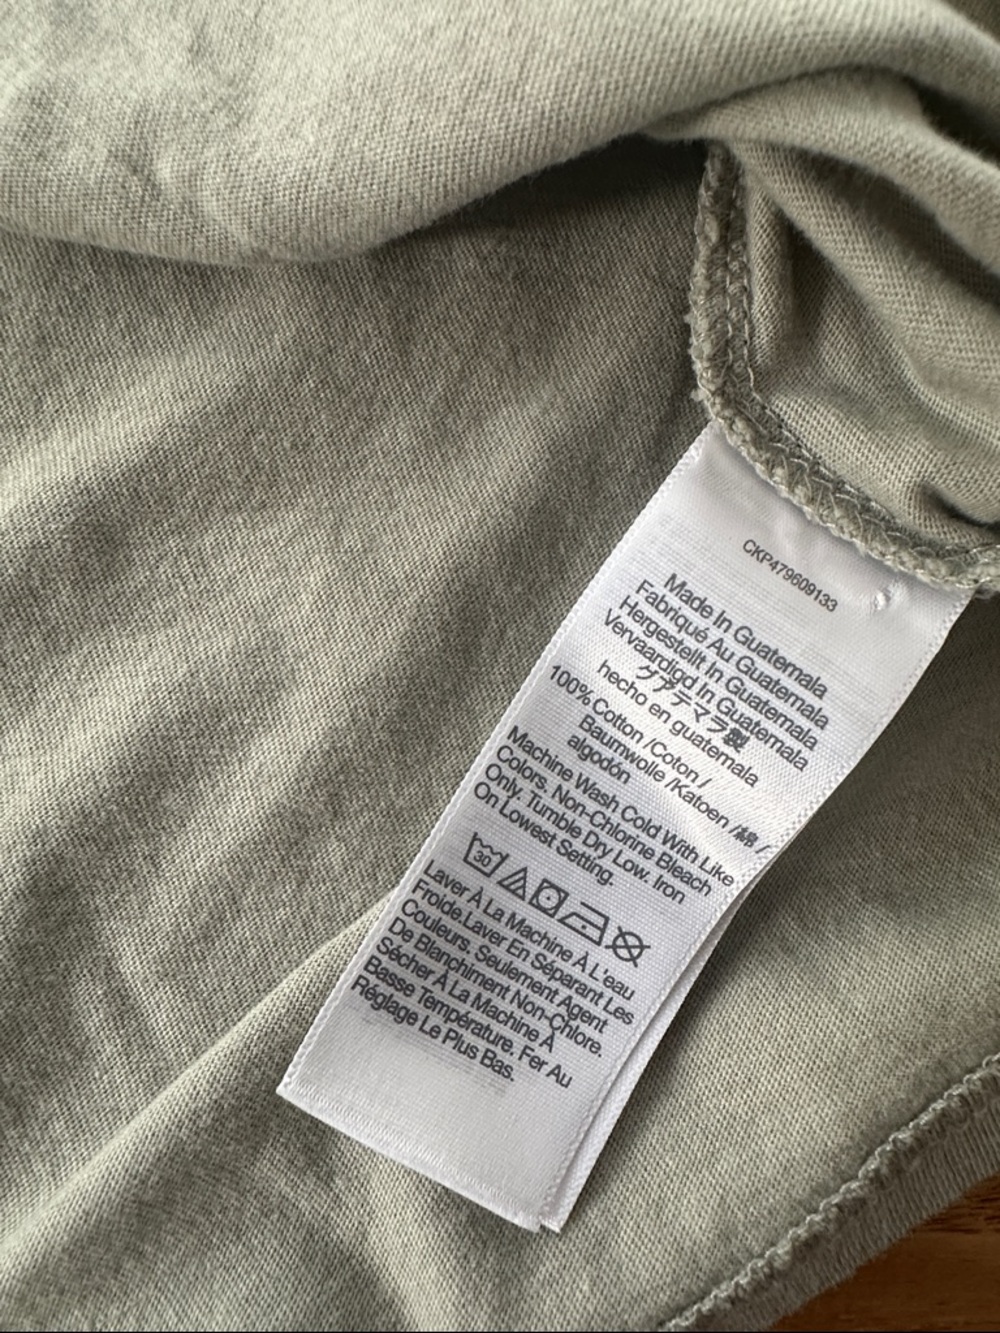 CKP479609133
Made In Guatemala
Fabriqué Au Guatemala
Hergestellt In Guatemala
Vervaardigd In Guatemala
グアテマラ製
hecho en guatemala
100% Cotton /Coton /
Baumwolle /Katoen /綿 /
algodón
Machine Wash Cold With Like
Colors. Non-Chlorine Bleach
Only. Tumble Dry Low. Iron
On Lowest Setting.
30
Laver À La Machine À L'eau
Froide.Laver En Séparant Les
Couleurs. Seulement Agent
De Blanchiment Non-Chlore.
Sécher À La Machine À
Basse Température. Fer Au
Réglage Le Plus Bas.